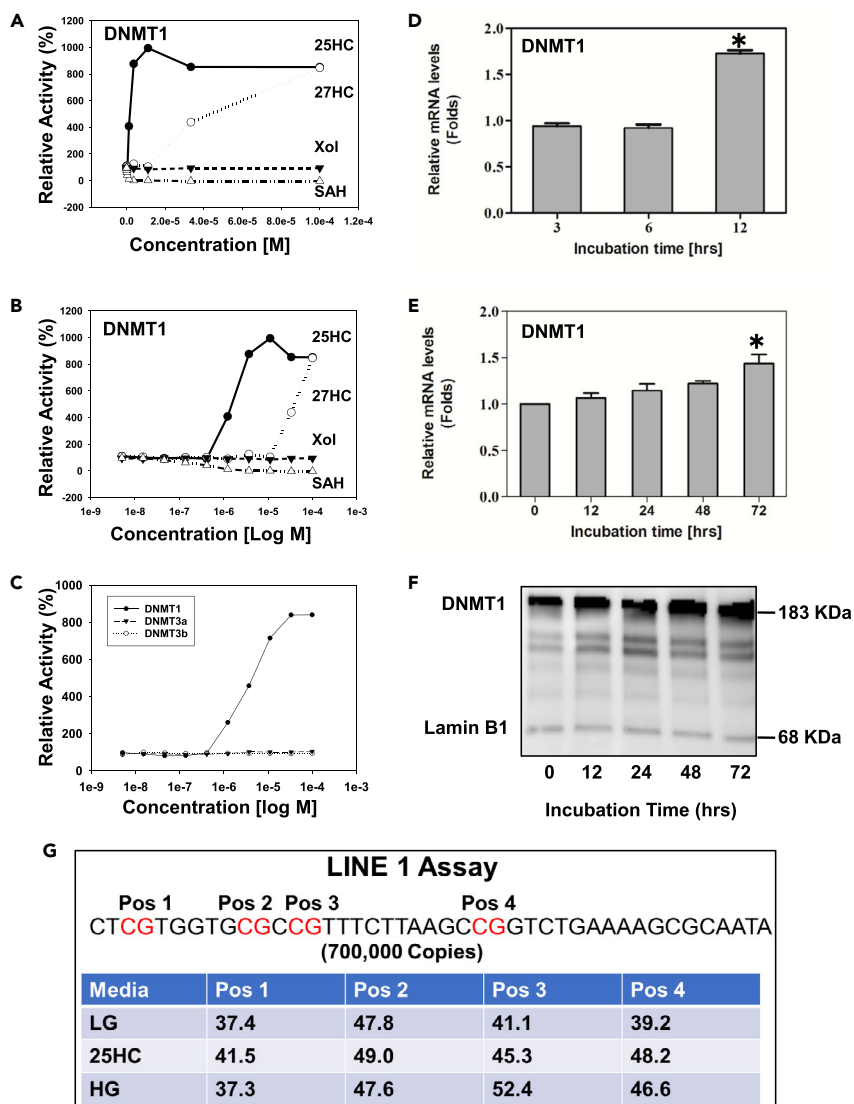 A
DNMT1
Relative Activity (%)
1200
1000
800
600
400
200
0
-200
25HC
27HC
Xol
SAH
0.0 2.0e-5 4.0e-5 6.0e-5 8.0e-5 1.0e-4 1.2e-4
Concentration [M]
D
DNMT1
Relative mRNA levels
(Folds)
2.0
1.5
1.0
0.5
0.0
*
3 6 12
Incubation time [hrs]
B
DNMT1
Relative Activity (%)
1200
1000
800
600
400
200
0
-200
25HC
27HC
Xol
SAH
1e-9 1e-8 1e-7 1e-6 1e-5 1e-4 1e-3
Concentration [Log M]
E
DNMT1
Relative mRNA levels
(Folds)
2.0
1.5
1.0
0.5
0.0
*
0 12 24 48 72
Incubation time [hrs]
C
Relative Activity (%)
1000
800
600
400
200
0
DNMT1
DNMT3a
DNMT3b
1e-9 1e-8 1e-7 1e-6 1e-5 1e-4 1e-3
Concentration [log M]
F
DNMT1
183 KDa
Lamin B1
68 KDa
0 12 24 48 72
Incubation Time (hrs)
G
LINE 1 Assay
Pos 1 Pos 2 Pos 3 Pos 4
CTCGTGGTGCGCCGTTTCTTAAGCCGGTCTGAAAAGCGCAATA
(700,000 Copies)
Media Pos 1 Pos 2 Pos 3 Pos 4
LG 37.4 47.8 41.1 39.2
25HC 41.5 49.0 45.3 48.2
HG 37.3 47.6 52.4 46.6